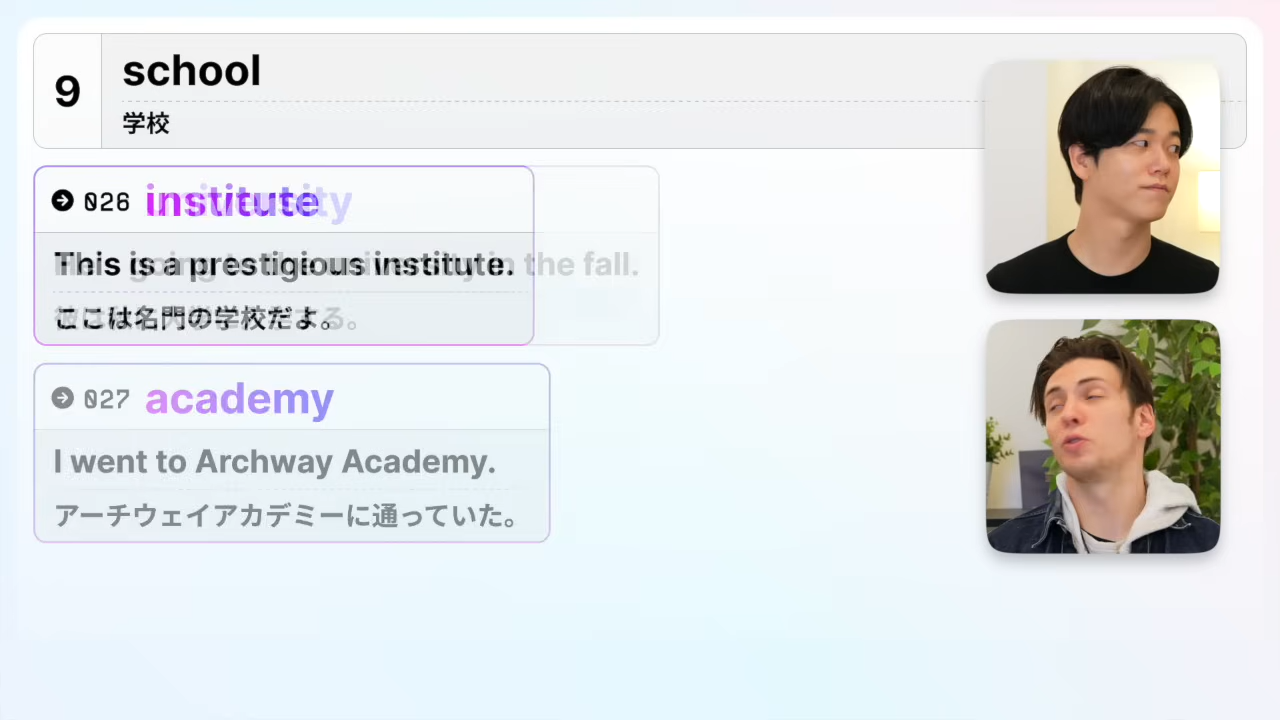 9
school
学校
026 institute
This is a prestigious institute.
ここは名門の学校だよ。
the fall.
027 academy
I went to Archway Academy.
アーチウェイアカデミーに通っていた。